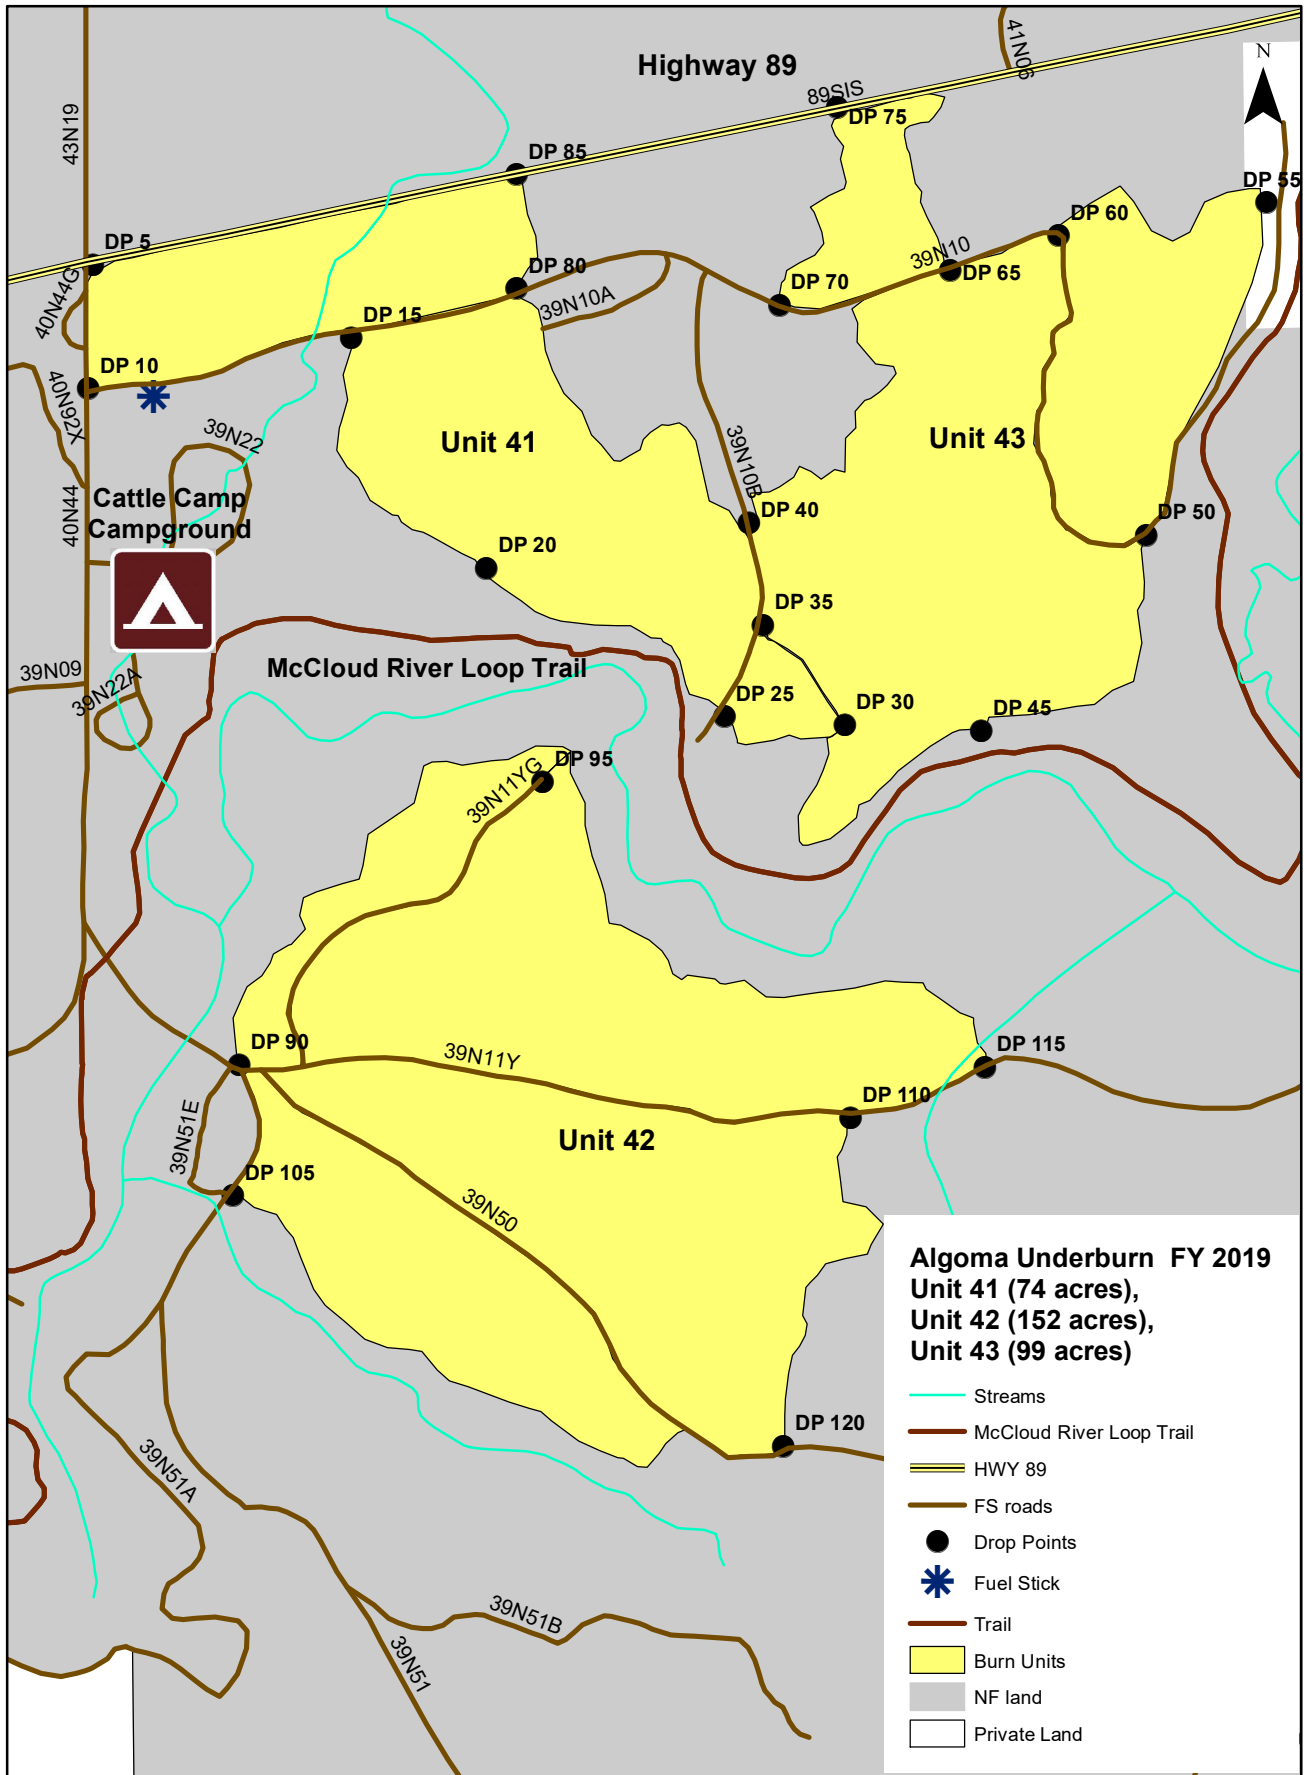 Highway 89
41N06
N
89SIS
DP 75
43N19
DP 85
DP 55
DP 5
DP 60
39N10
DP 65
40N44G
DP 80
39N10A
DP 70
DP 15
DP 10
40N92X
39N22
Unit 41
Unit 43
39N10B
Cattle Camp
Campground
40N44
DP 40
DP 50
DP 20
DP 35
39N09
39N22A
McCloud River Loop Trail
DP 25
DP 30
DP 45
DP 95
39N11YG
DP 90
39N11Y
DP 115
DP 110
39N51E
Unit 42
DP 105
39N50
DP 120
39N51A
39N51B
39N51
Algoma Underburn FY 2019
Unit 41 (74 acres),
Unit 42 (152 acres),
Unit 43 (99 acres)
Streams
McCloud River Loop Trail
HWY 89
FS roads
Drop Points
Fuel Stick
Trail
Burn Units
NF land
Private Land